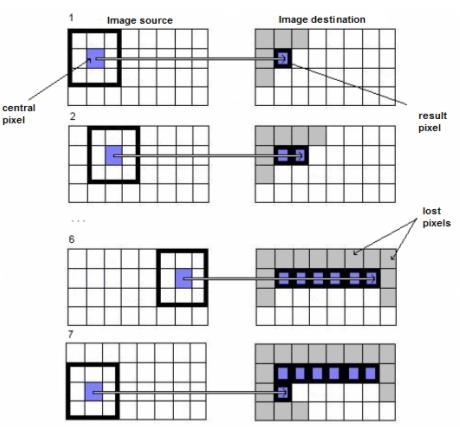 1
Image source
Image destination
central
pixel
result
pixel
2
lost
pixels
...
6
7